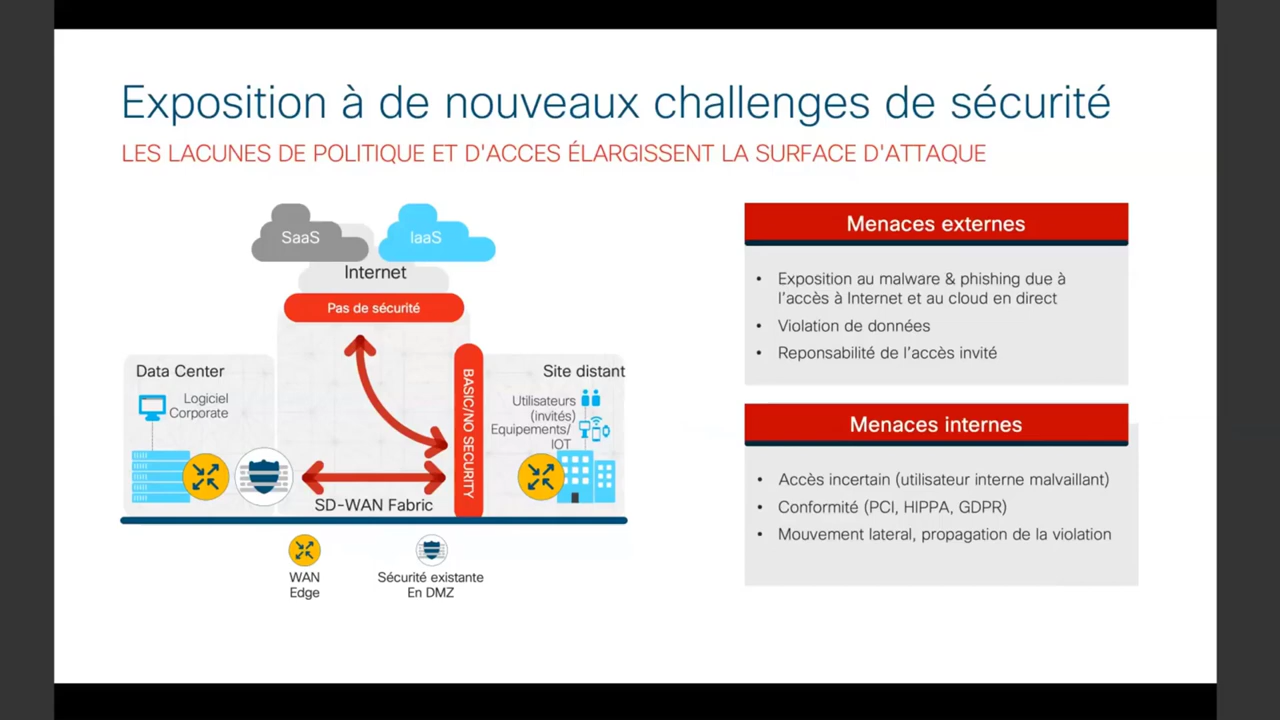 Exposition à de nouveaux challenges de sécurité
LES LACUNES DE POLITIQUE ET D'ACCES ÉLARGISSENT LA SURFACE D'ATTAQUE
SaaS
IaaS
Internet
Pas de sécurité
Data Center
Logiciel
Corporate
BASIC/NO SECURITY
Site distant
Utilisateurs
(invités)
Equipements/
IOT
SD-WAN Fabric
WAN
Edge
Sécurité existante
En DMZ
Menaces externes
• Exposition au malware & phishing due à
l'accès à Internet et au cloud en direct
• Violation de données
• Reponsabilité de l'accès invité
Menaces internes
• Accès incertain (utilisateur interne malvaillant)
• Conformité (PCI, HIPPA, GDPR)
• Mouvement lateral, propagation de la violation